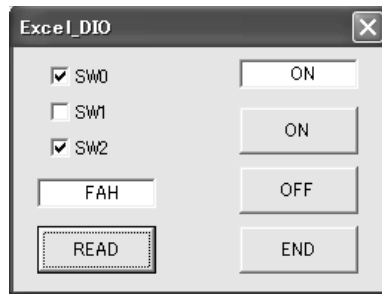 Excel_DIO
SW0
SW1
SW2
FAH
READ
ON
ON
OFF
END